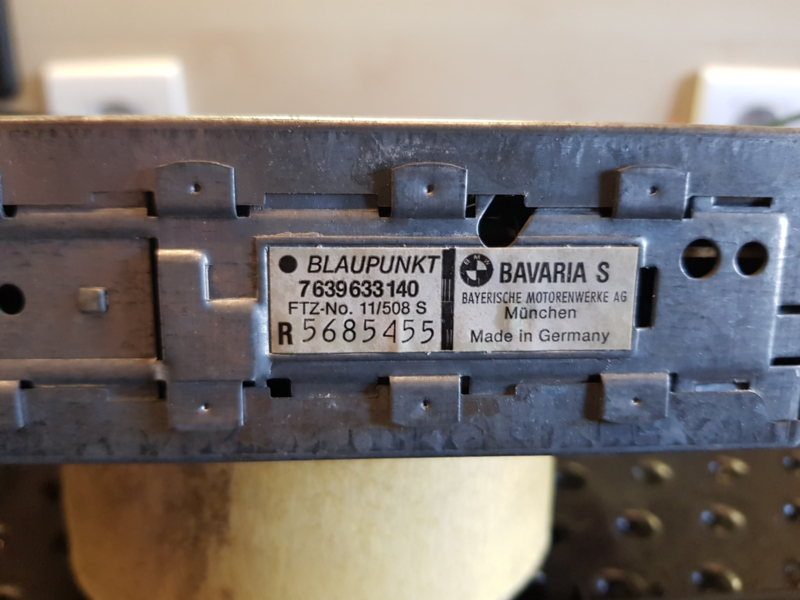 BLAUPUNKT
7639633140
FTZ-No. 11/508 S
R 5685455
BAVARIA S
BAYERISCHE MOTORENWERKE AG
München
Made in Germany